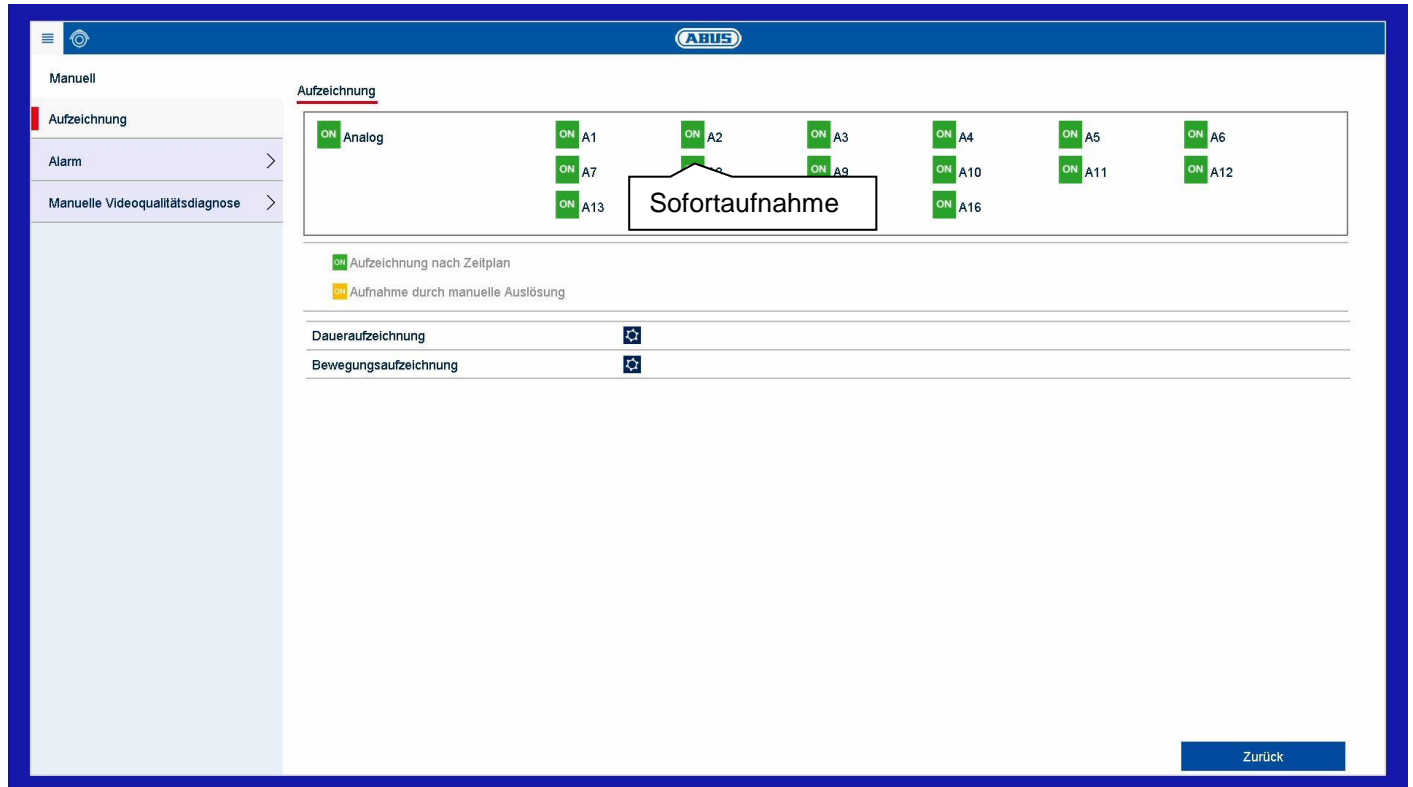 ABUS
Manuell
Aufzeichnung
Alarm
Manuelle Videoqualitätsdiagnose
Aufzeichnung
ON Analog ON A1 ON A2 ON A3 ON A4 ON A5 ON A6
ON A7 ON A9 ON A10 ON A11 ON A12
ON A13 ON A16
Sofortaufnahme
ON Aufzeichnung nach Zeitplan
ON Aufnahme durch manuelle Auslösung
Daueraufzeichnung
Bewegungsaufzeichnung
Zurück